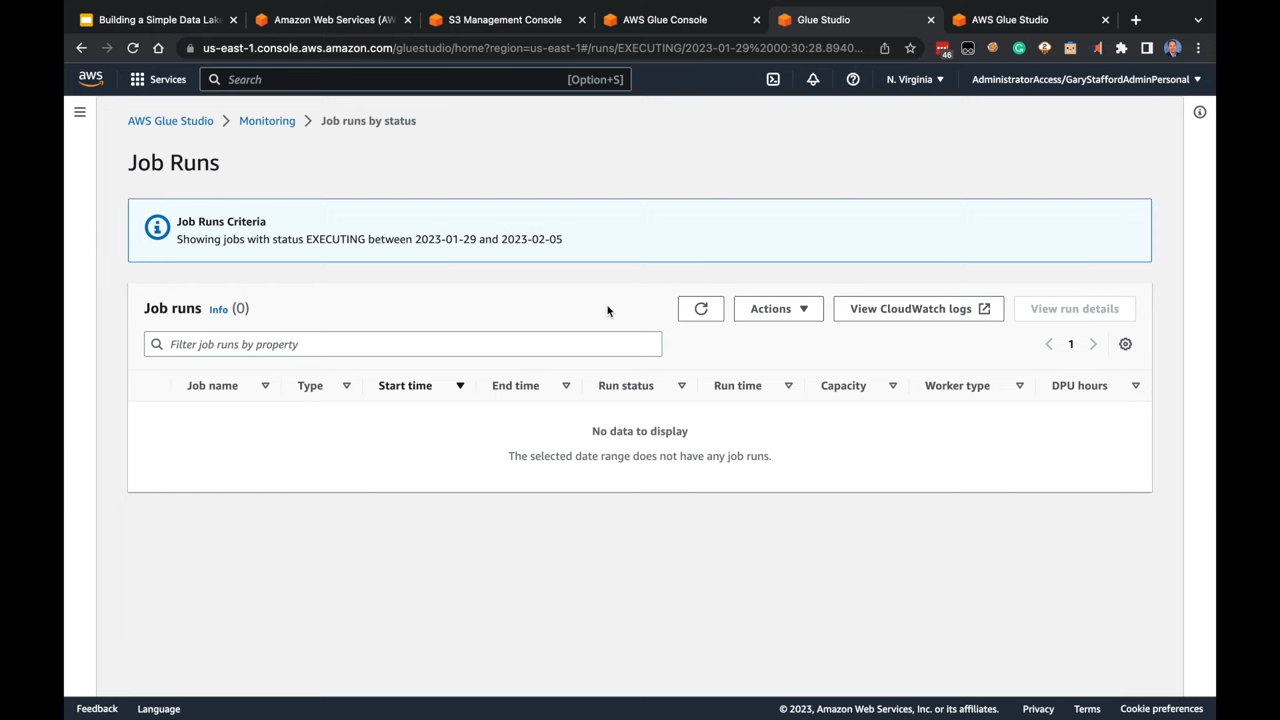 Building a Simple Data Lake
Amazon Web Services (AW
S3 Management Console
AWS Glue Console
Glue Studio
AWS Glue Studio
us-east-1.console.aws.amazon.com/gluestudio/home?region=us-east-1#/runs/EXECUTING/2023-01-29%2000:30:28.8940...
46
aws
Services
Search
[Option+S]
N. Virginia
AdministratorAccess/GaryStaffordAdminPersonal
AWS Glue Studio
Monitoring
Job runs by status
Job Runs
Job Runs Criteria
Showing jobs with status EXECUTING between 2023-01-29 and 2023-02-05
Job runs Info (0)
Actions
View CloudWatch logs
View run details
Filter job runs by property
1
Job name
Type
Start time
End time
Run status
Run time
Capacity
Worker type
DPU hours
No data to display
The selected date range does not have any job runs.
Feedback
Language
© 2023, Amazon Web Services, Inc. or its affiliates.
Privacy
Terms
Cookie preferences